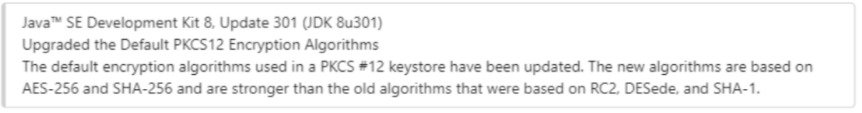 Java™ SE Development Kit 8, Update 301 (JDK 8u301)
Upgraded the Default PKCS12 Encryption Algorithms
The default encryption algorithms used in a PKCS #12 keystore have been updated. The new algorithms are based on
AES-256 and SHA-256 and are stronger than the old algorithms that were based on RC2, DESede, and SHA-1.